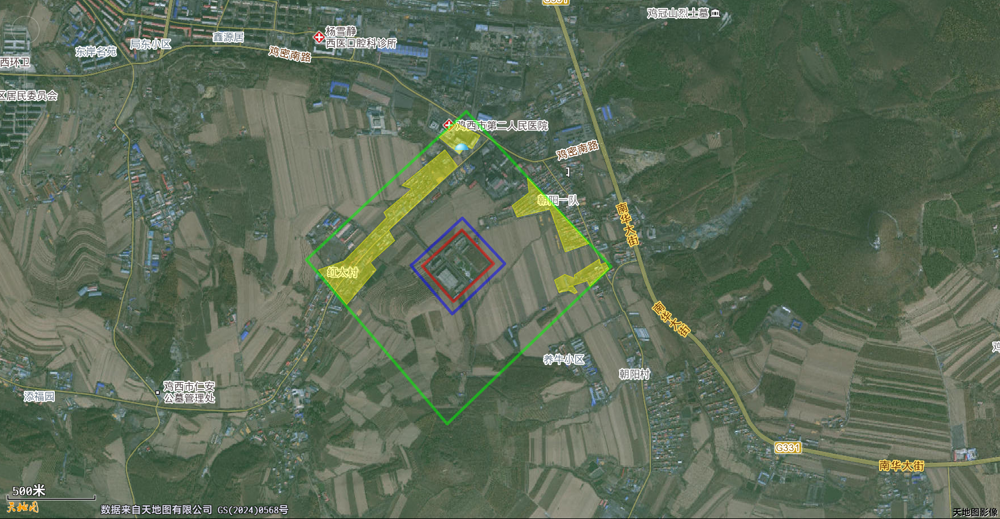 G331
鸡冠山烈士墓
杨雪静
西医口腔科诊所
鑫源居
局东小区
东岸名苑
鸡密南路
西环卫
区居民委员会
鸡西市第二人民医院
鸡密南路
朝阳一队
南华大街
红太村
南华大街
养牛小区
朝阳村
鸡
鸡西市仁安
公墓管理处
添福园
G331
南华大街
500米
天地图
数据来自天地图有限公司 GS(2024)0568号
天地图影像